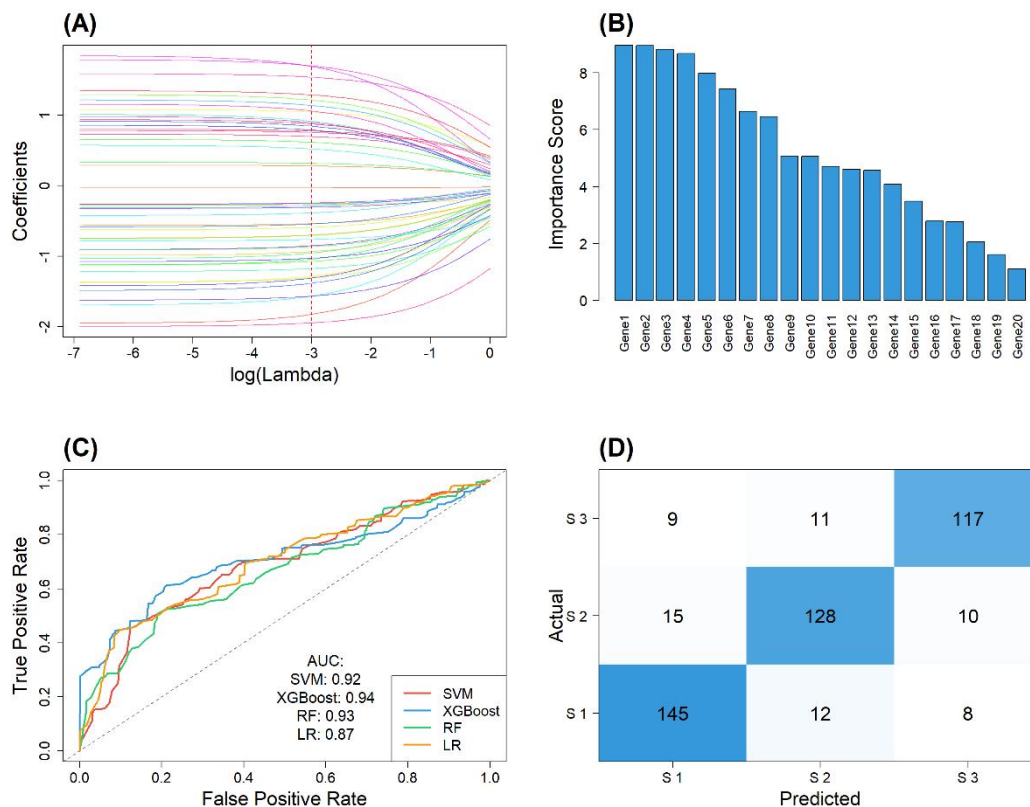 (A)
Coefficients
1
0
-1
-2
-7 -6 -5 -4 -3 -2 -1 0
log(Lambda)
(B)
Importance Score
8
6
4
2
0
Gene1 Gene2 Gene3 Gene4 Gene5 Gene6 Gene7 Gene8 Gene9 Gene10 Gene11 Gene12 Gene13 Gene14 Gene15 Gene16 Gene17 Gene18 Gene19 Gene20
(C)
True Positive Rate
1.0
0.8
0.6
0.4
0.2
0.0
AUC:
SVM: 0.92
XGBoost: 0.94
RF: 0.93
LR: 0.87
SVM
XGBoost
RF
LR
0.0 0.2 0.4 0.6 0.8 1.0
False Positive Rate
(D)
Actual
S 3 9 11 117
S 2 15 128 10
S 1 145 12 8
S 1 S 2 S 3
Predicted